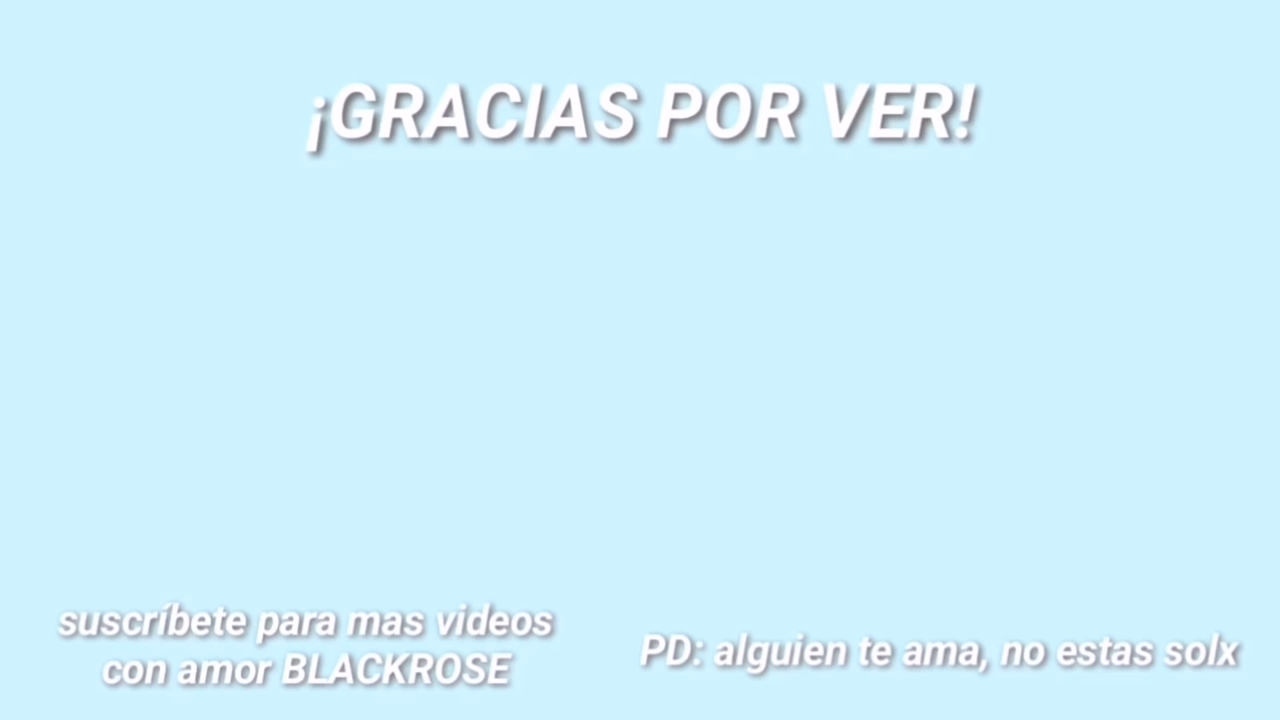 ¡GRACIAS POR VER!
suscríbete para mas videos
con amor BLACKROSE
PD: alguien te ama, no estas solx